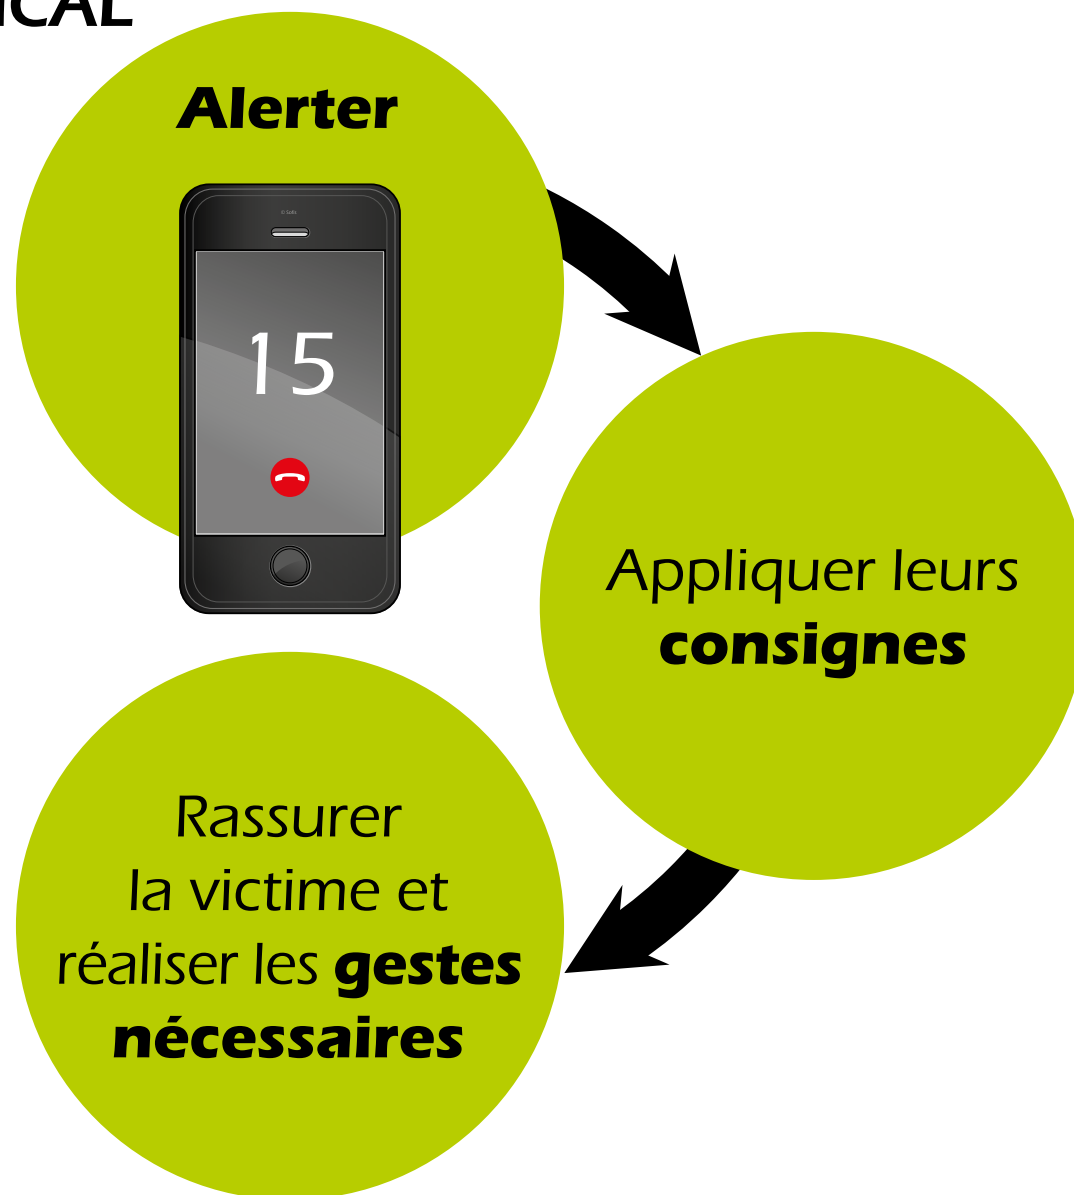 Alerter
15
Appliquer leurs
consignes
Rassurer
la victime et
réaliser les gestes
nécessaires